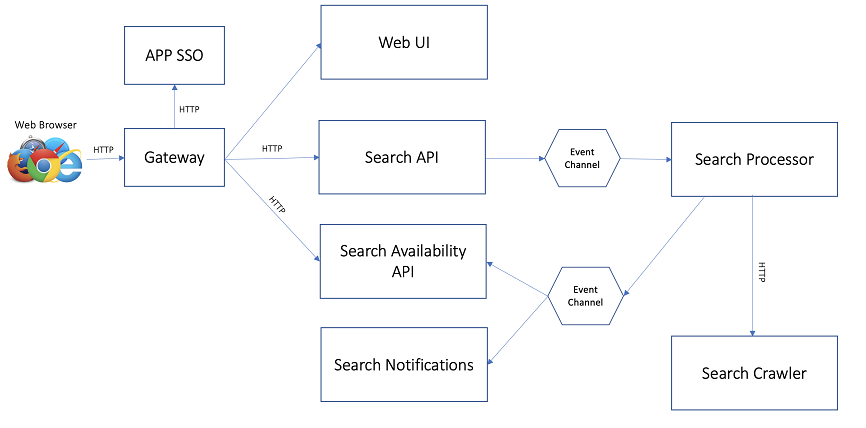 APP SSO
Web UI
HTTP
Web Browser
HTTP
Gateway
HTTP
Search API
Event
Channel
Search Processor
HTTP
Search Availability
API
Event
Channel
HTTP
Search Notifications
Search Crawler